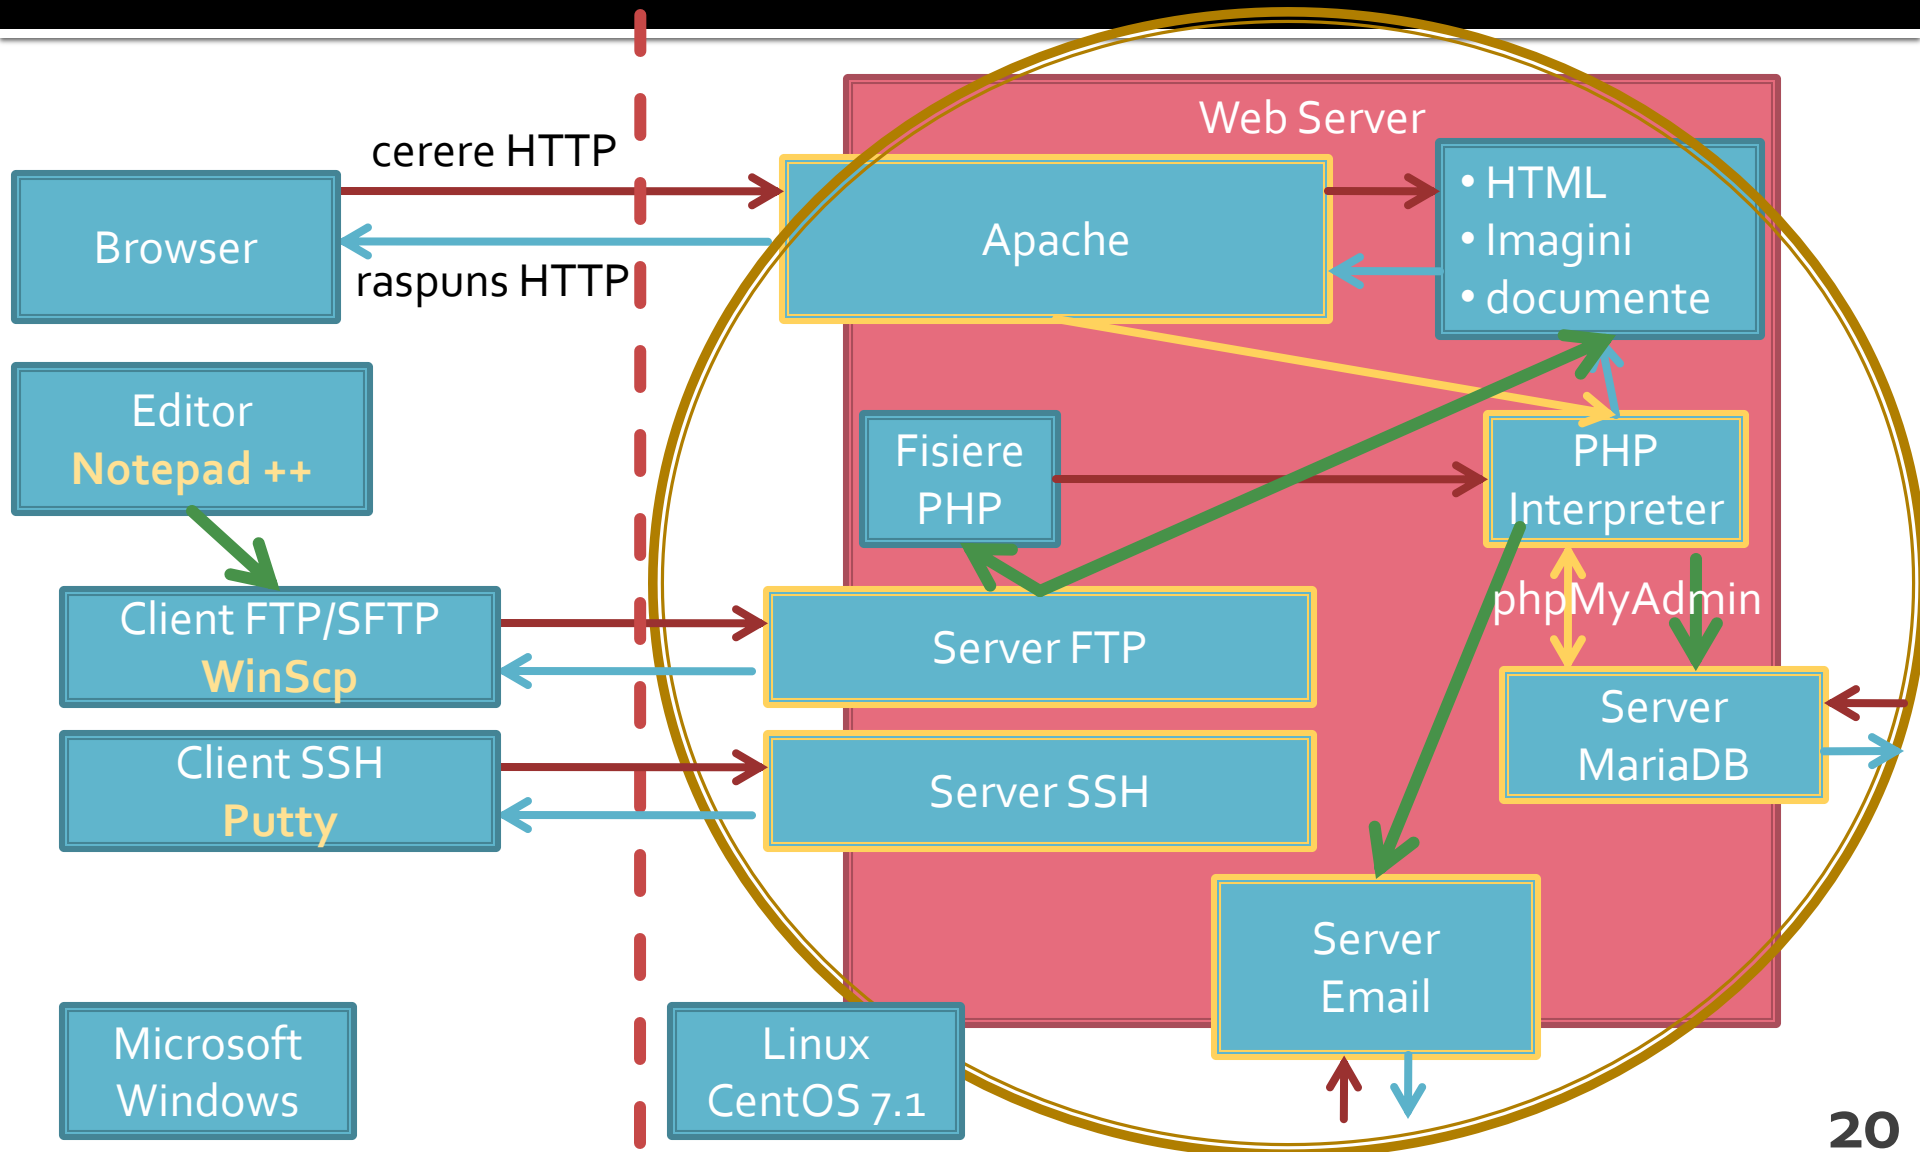 Web Server
cerere HTTP
raspuns HTTP
Browser
Apache
• HTML
• Imagini
• documente
Editor
Notepad ++
Fisiere
PHP
PHP
Interpreter
phpMyAdmin
Client FTP/SFTP
WinScp
Server FTP
Server
MariaDB
Client SSH
Putty
Server SSH
Server
Email
Microsoft
Windows
Linux
CentOS 7.1
20